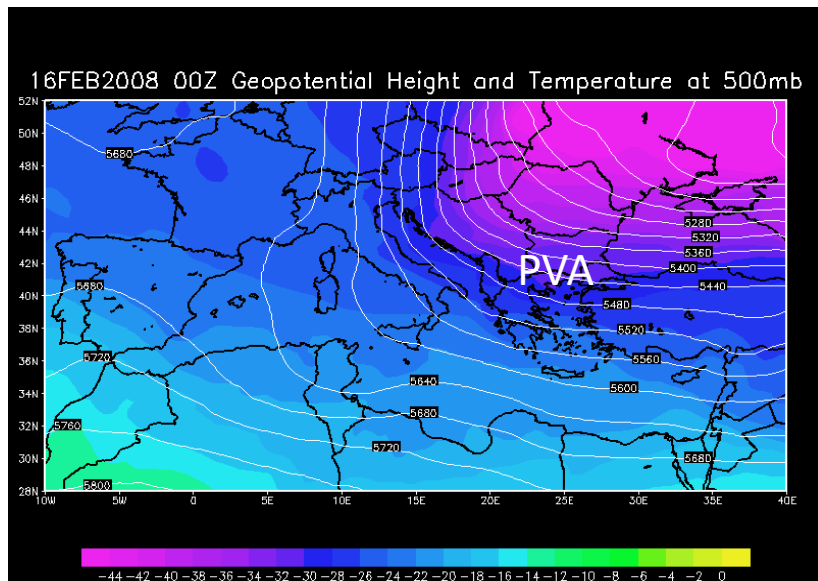 16FEB2008 00Z Geopotential Height and Temperature at 500mb
52N
50N
5680
48N
46N
44N
5280
5320
5360
42N
PVA
5400
5440
40N
5680
5480
38N
5520
36N
5720
5560
5640
5600
34N
5680
32N
5760
5720
5680
30N
5800
28N
10W 5W 0 5E 10E 15E 20E 25E 30E 35E 40E
-44 -40 -38 -36 -34 -32 -30 -28 -26 -24 -22 -20 -18 -16 -14 -12 -10 -8 -6 -4 -2 0